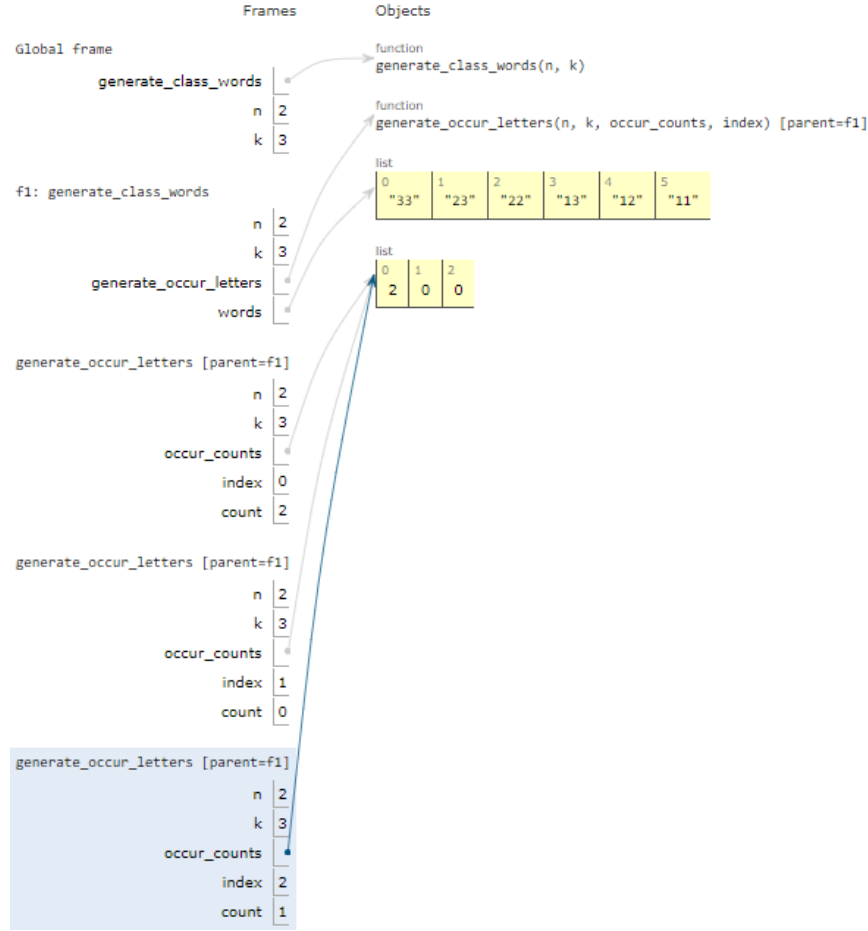 Frames Objects
Global frame
generate_class_words
n 2
k 3
function
generate_class_words(n, k)
function
generate_occur_letters(n, k, occur_counts, index) [parent=f1]
list
0 1 2 3 4 5
"33" "23" "22" "13" "12" "11"
list
0 1 2
2 0 0
f1: generate_class_words
n 2
k 3
generate_occur_letters
words
generate_occur_letters [parent=f1]
n 2
k 3
occur_counts
index 0
count 2
generate_occur_letters [parent=f1]
n 2
k 3
occur_counts
index 1
count 0
generate_occur_letters [parent=f1]
n 2
k 3
occur_counts
index 2
count 1